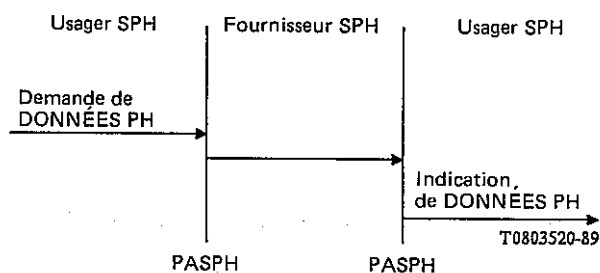 Usager SPH
Fournisseur SPH
Usager SPH
Demande de
DONNÉES PH
Indication
de DONNÉES PH
T0803520-89
PASPH
PASPH